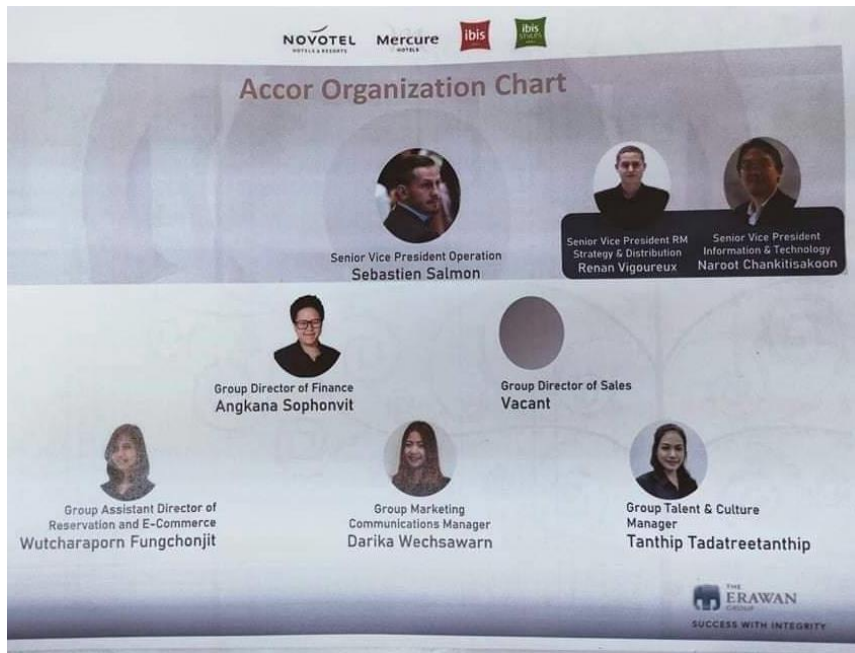 NOVOTEL
HOTELS & RESORTS
Mercure
HOTELS
ibis
ibis
STYLES
Accor Organization Chart
Senior Vice President Operation
Sebastien Salmon
Senior Vice President RM
Strategy & Distribution
Renan Vigoureux
Senior Vice President
Information & Technology
Naroot Chankitisakoon
Group Director of Finance
Angkana Sophonvit
Group Director of Sales
Vacant
Group Assistant Director of
Reservation and E-Commerce
Wutcharaporn Fungchonjit
Group Marketing
Communications Manager
Darika Wechsawarn
Group Talent & Culture
Manager
Tanthip Tadatreetanthip
THE
ERAWAN
GROUP
SUCCESS WITH INTEGRITY